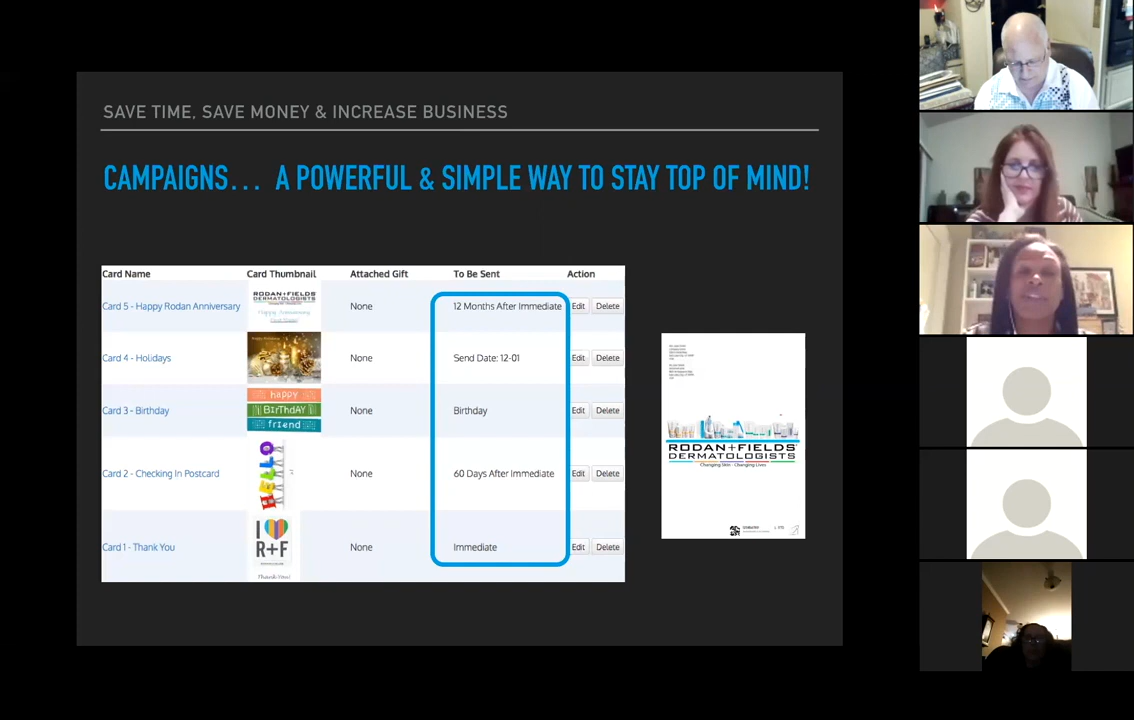 SAVE TIME, SAVE MONEY & INCREASE BUSINESS
CAMPAIGNS... A POWERFUL & SIMPLE WAY TO STAY TOP OF MIND!
Card Name Card Thumbnail Attached Gift To Be Sent Action
Card 5 - Happy Rodan Anniversary RODAN+FIELDS DERMATOLOGISTS Happy Anniversary None 12 Months After Immediate Edit Delete
Card 4 - Holidays None Send Date: 12-01 Edit Delete
Card 3 - Birthday happy BIRTHDAY friend None Birthday Edit Delete
Card 2 - Checking In Postcard None 60 Days After Immediate Edit Delete
Card 1 - Thank You I R+F Thank You! None Immediate Edit Delete
RODAN+FIELDS
DERMATOLOGISTS
Changing Skin - Changing Lives